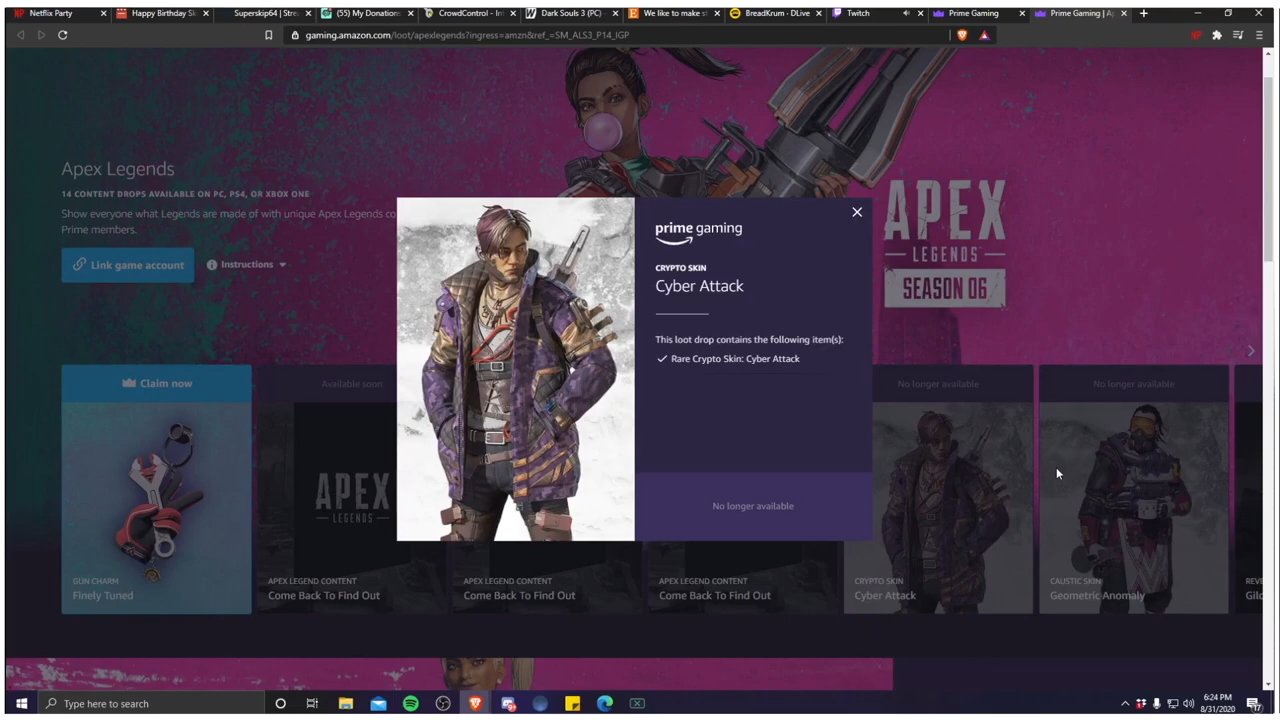 Netflix Party
Happy Birthday Sk
Superskip64 | Stre
(55) My Donations
CrowdControl - Int
Dark Souls 3 (PC) -
We like to make st
BreadKrum · DLive
Twitch
Prime Gaming
Prime Gaming | Ap
gaming.amazon.com/loot/apexlegends?ingress=amzn&ref_=SM_ALS3_P14_IGP
Apex Legends
14 CONTENT DROPS AVAILABLE ON PC, PS4, OR XBOX ONE
Show everyone what Legends are made of with unique Apex Legends co
Prime members.
Link game account
Instructions
APEX
LEGENDS
SEASON 06
prime gaming
CRYPTO SKIN
Cyber Attack
This loot drop contains the following item(s):
Rare Crypto Skin: Cyber Attack
No longer available
Claim now
Available soon
No longer available
No longer available
APEX
LEGENDS
GUN CHARM
Finely Tuned
APEX LEGEND CONTENT
Come Back To Find Out
APEX LEGEND CONTENT
Come Back To Find Out
APEX LEGEND CONTENT
Come Back To Find Out
CRYPTO SKIN
Cyber Attack
CAUSTIC SKIN
Geometric Anomaly
REVE
Gild
Type here to search
6:24 PM
8/31/2020
17